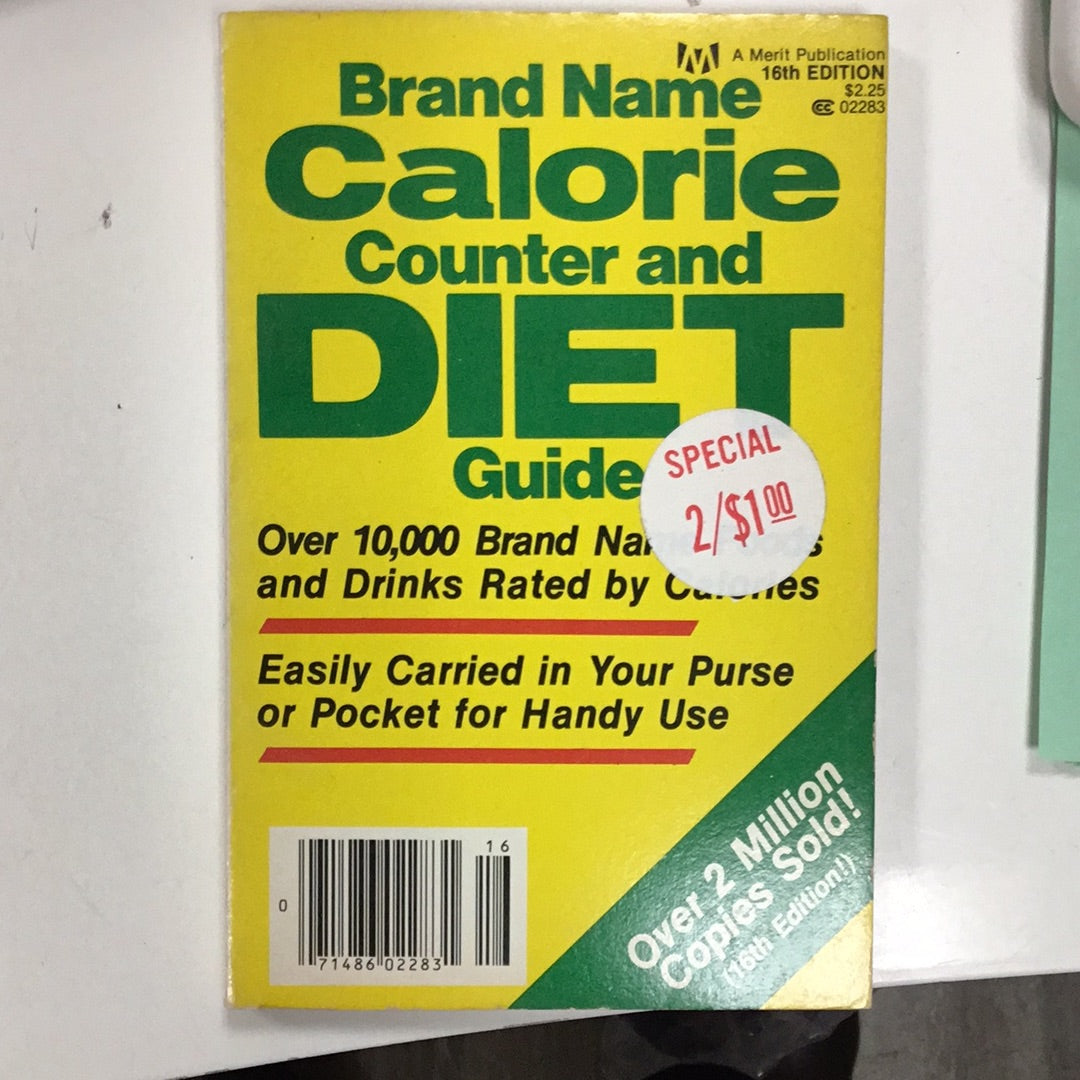 A Merit Publication
16th EDITION
$2.25
CC 02283
Brand Name
Calorie
Counter and
DIET
Guide
SPECIAL
2/$1 00
Over 10,000 Brand
and Drinks Rated by Calories
Easily Carried in Your Purse
or Pocket for Handy Use
Over 2 Million
Copies Sold!
(16th Edition!)
16
0
71486 02283